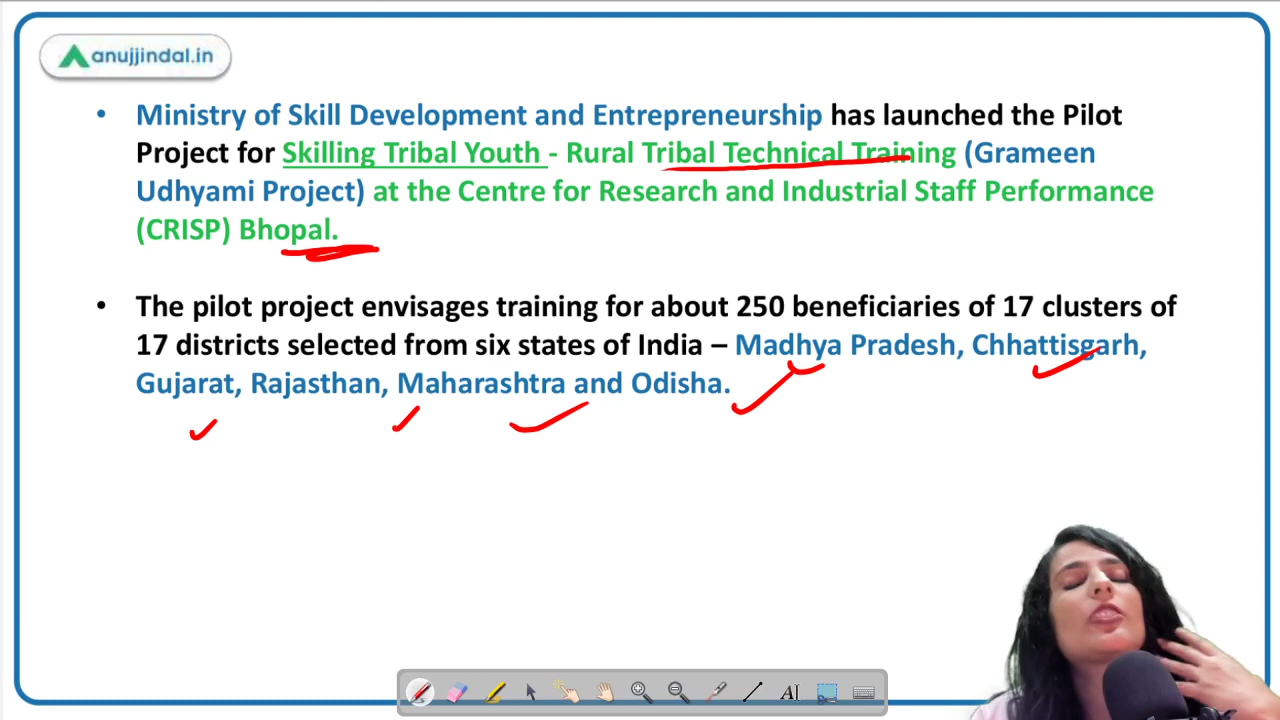 anujjindal.in
• Ministry of Skill Development and Entrepreneurship has launched the Pilot
Project for Skilling Tribal Youth - Rural Tribal Technical Training (Grameen
Udhyami Project) at the Centre for Research and Industrial Staff Performance
(CRISP) Bhopal.
• The pilot project envisages training for about 250 beneficiaries of 17 clusters of
17 districts selected from six states of India – Madhya Pradesh, Chhattisgarh,
Gujarat, Rajasthan, Maharashtra and Odisha.